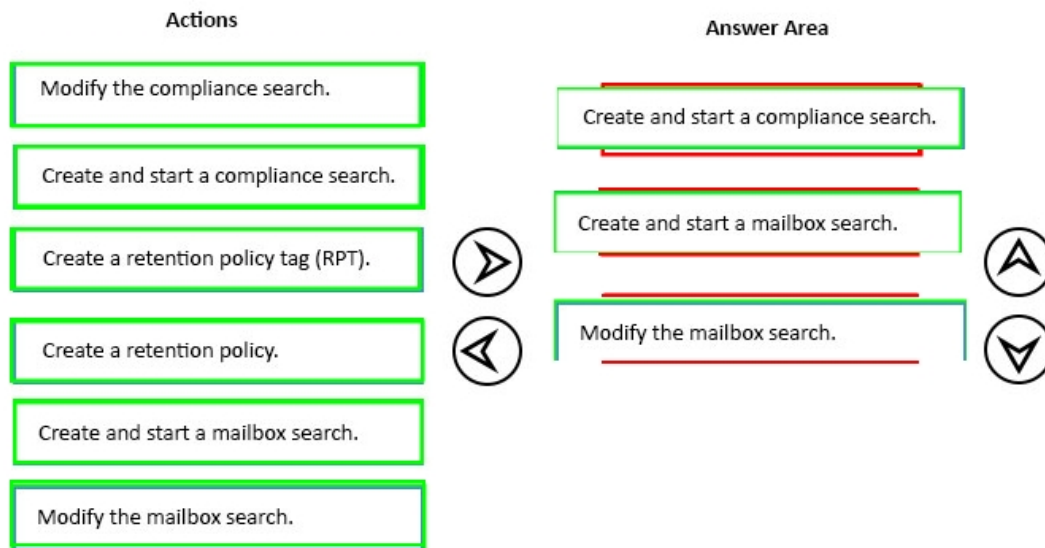 Actions
Modify the compliance search.
Create and start a compliance search.
Create a retention policy tag (RPT).
Create a retention policy.
Create and start a mailbox search.
Modify the mailbox search.
Answer Area
Create and start a compliance search.
Create and start a mailbox search.
Modify the mailbox search.